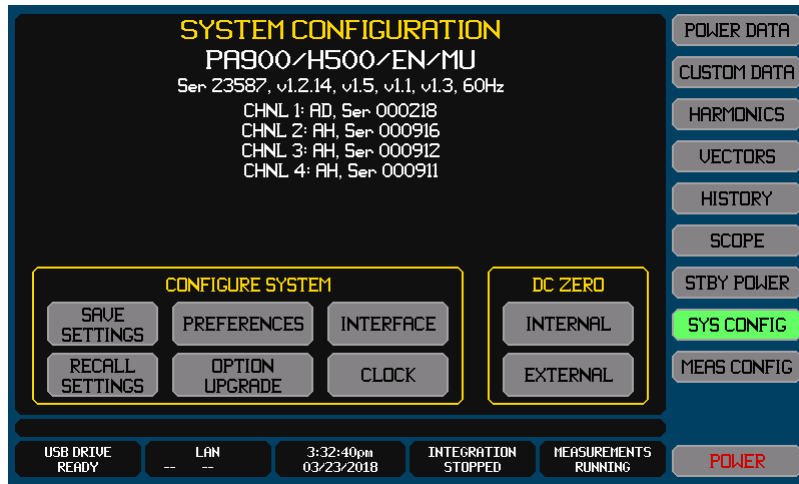 SYSTEM CONFIGURATION
PA900/H500/EN/MU
Ser 23587, v1.2.14, v1.5, v1.1, v1.3, 60Hz
CHNL 1: AD, Ser 000218
CHNL 2: AH, Ser 000916
CHNL 3: AH, Ser 000912
CHNL 4: AH, Ser 000911
CONFIGURE SYSTEM
SAVE
SETTINGS
PREFERENCES
INTERFACE
RECALL
SETTINGS
OPTION
UPGRADE
CLOCK
DC ZERO
INTERNAL
EXTERNAL
POWER DATA
CUSTOM DATA
HARMONICS
VECTORS
HISTORY
SCOPE
STBY POWER
SYS CONFIG
MEAS CONFIG
USB DRIVE
READY
LAN
-- --
3:32:40pm
03/23/2018
INTEGRATION
STOPPED
MEASUREMENTS
RUNNING
POWER